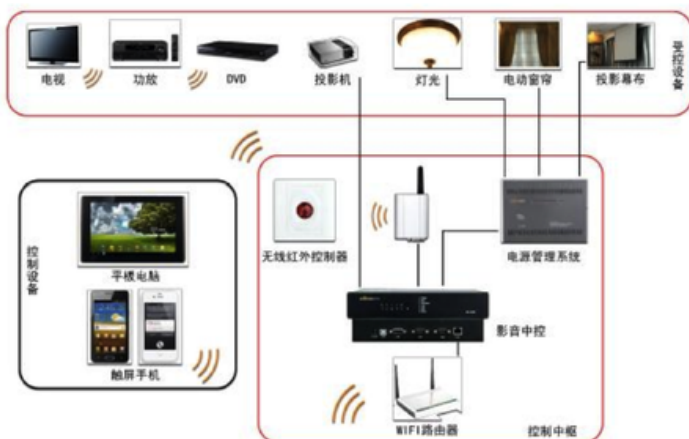 电视
功放
DVD
投影机
灯光
电动窗帘
投影幕布
受控设备
控制设备
平板电脑
触屏手机
无线红外控制器
电源管理系统
影音中控
WIFI路由器
控制中枢